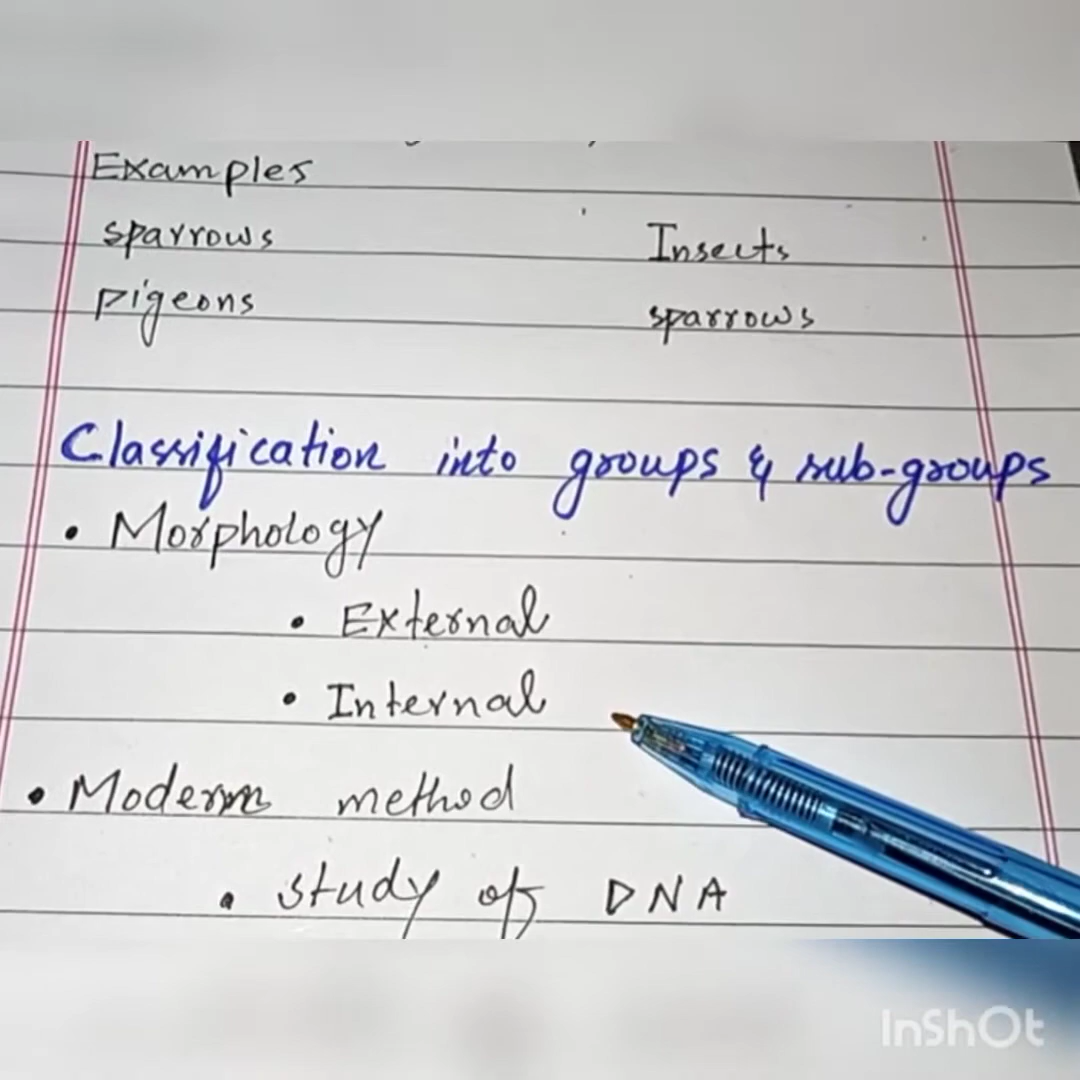 Examples
sparrows Insects
pigeons sparrows
Classification into groups & sub-groups
• Morphology
• External
• Internal
• Modern method
• study of DNA
InShOt